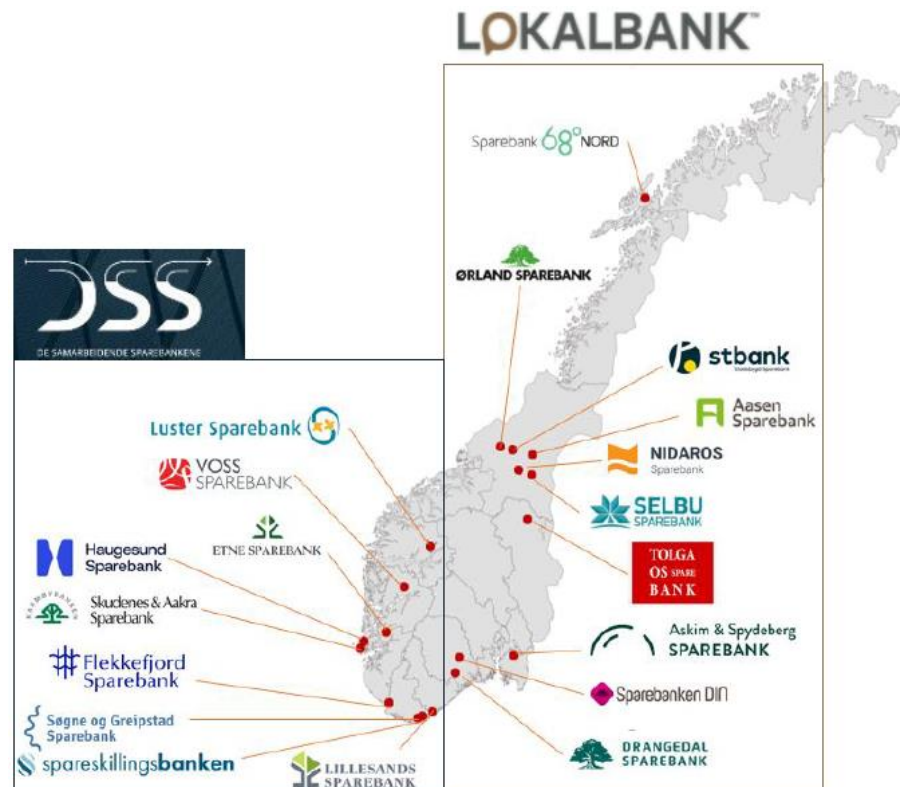 LOKALBANK™
Sparebank 68° NORD
ØRLAND SPAREBANK
DSS
DE SAMARBEIDENDE SPAREBANKENE
stbank
Aasen
Sparebank
Luster Sparebank
NIDAROS
Sparebank
VOSS
SPAREBANK
SELBU
SPAREBANK
ETNE SPAREBANK
Haugesund
Sparebank
TOLGA
OS SPARE
BANK
Skudenes & Aakra
Sparebank
Askim & Spydeberg
SPAREBANK
Flekkefjord
Sparebank
Sparebanken DIN
Søgne og Greipstad
Sparebank
spareskillingsbanken
LILLESANDS
SPAREBANK
DRANGEDAL
SPAREBANK